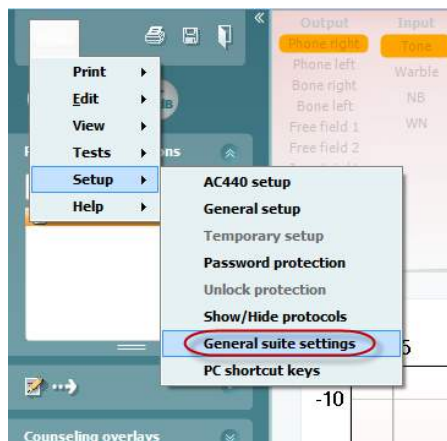 Output Input
Phone right Tone
Phone left Warble
Bone right
Bone left NB
Free field 1 WN
Free field 2
Print
Edit
View
Tests
Setup
Help
AC440 setup
General setup
Temporary setup
Password protection
Unlock protection
Show/Hide protocols
General suite settings
PC shortcut keys
-10
Counseling overlays